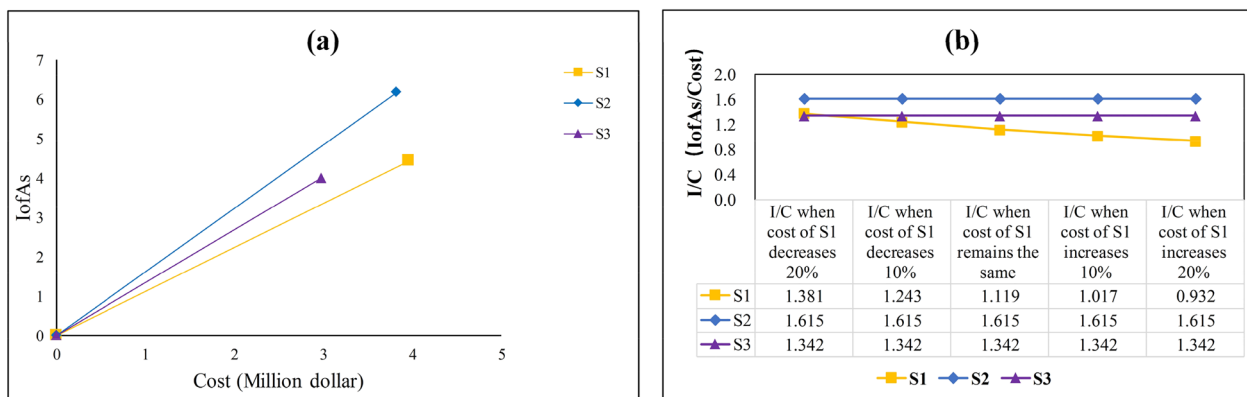 (a)
7
6
5
4
3
2
1
0
IofAs
0 1 2 3 4 5
Cost (Million dollar)
S1
S2
S3
(b)
I/C (IofAs/Cost)
2.0
1.6
1.2
0.8
0.4
0.0
I/C when cost of S1 decreases 20%
I/C when cost of S1 decreases 10%
I/C when cost of S1 remains the same
I/C when cost of S1 increases 10%
I/C when cost of S1 increases 20%
S1 1.381 1.243 1.119 1.017 0.932
S2 1.615 1.615 1.615 1.615 1.615
S3 1.342 1.342 1.342 1.342 1.342
S1 S2 S3